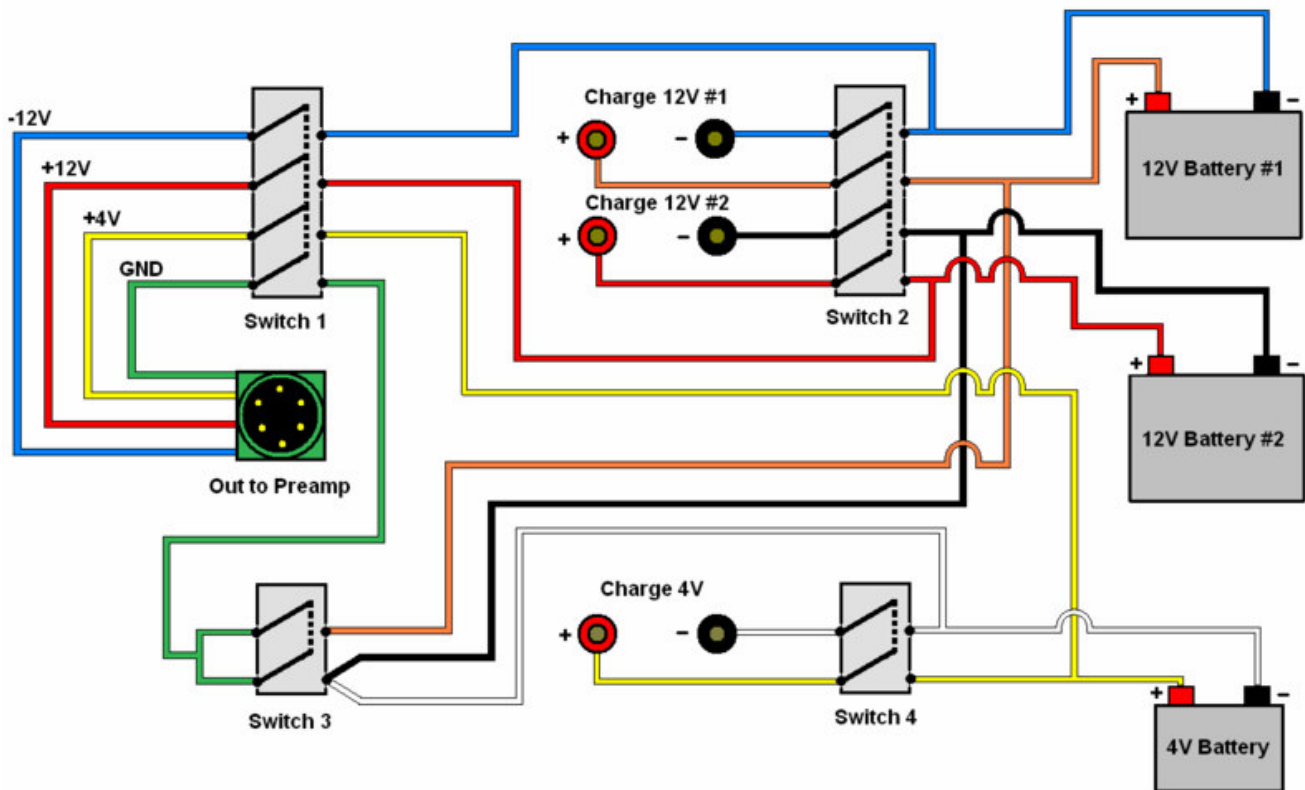 Charge 12V #1
-12V
+ -
+ -
12V Battery #1
+12V
Charge 12V #2
+4V
+ -
GND
Switch 1
Switch 2
+ -
12V Battery #2
Out to Preamp
Charge 4V
+ -
Switch 3
Switch 4
+ -
4V Battery